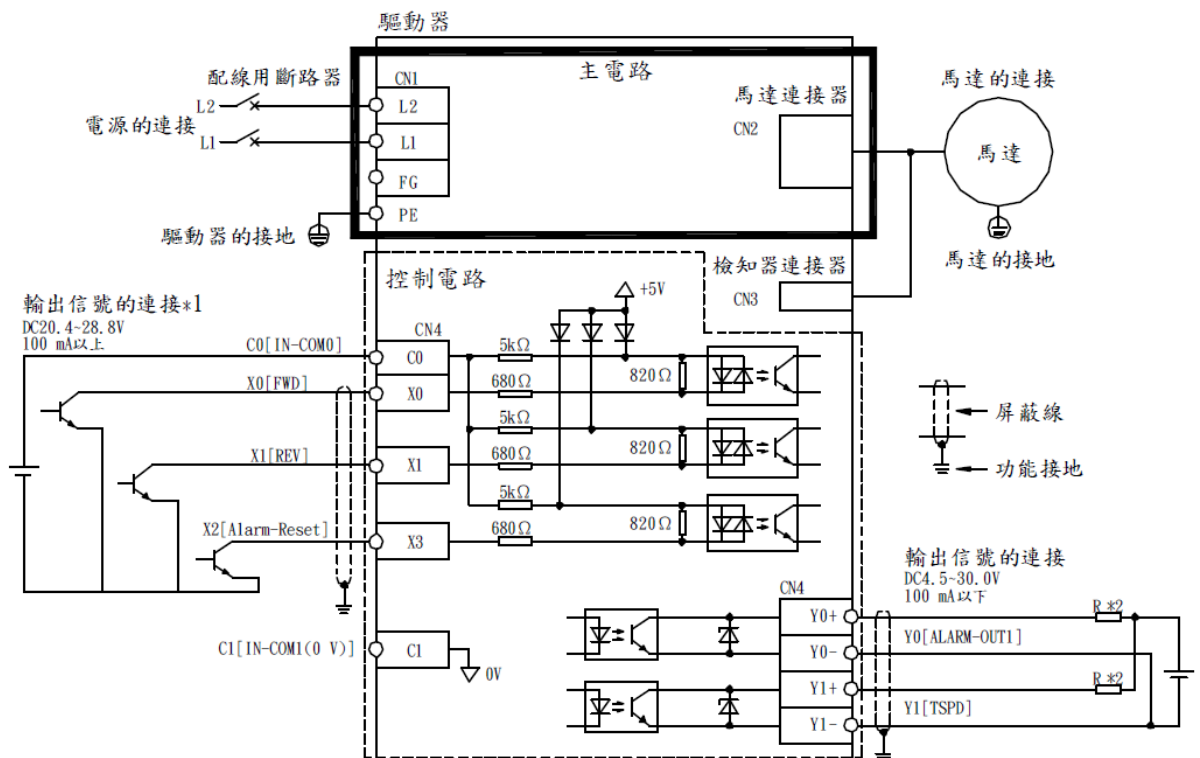 驅動器
主電路
配線用斷路器
CN1
L2
L2
電源的連接
L1
L1
FG
PE
驅動器的接地
馬達連接器
CN2
馬達的連接
馬達
馬達的接地
檢知器連接器
CN3
控制電路
+5V
輸出信號的連接*1
DC20.4~28.8V
100 mA以上
CN4
C0[IN-COM0]
C0
5kΩ
X0[FWD]
X0
680Ω
820Ω
5kΩ
X1[REV]
X1
680Ω
820Ω
5kΩ
X2[Alarm-Reset]
X3
680Ω
820Ω
屏蔽線
功能接地
C1[IN-COM1(0 V)]
C1
0V
輸出信號的連接
DC4.5~30.0V
100 mA以下
CN4
Y0+
R *2
Y0[ALARM-OUT1]
Y0-
Y1+
R *2
Y1[TSPD]
Y1-